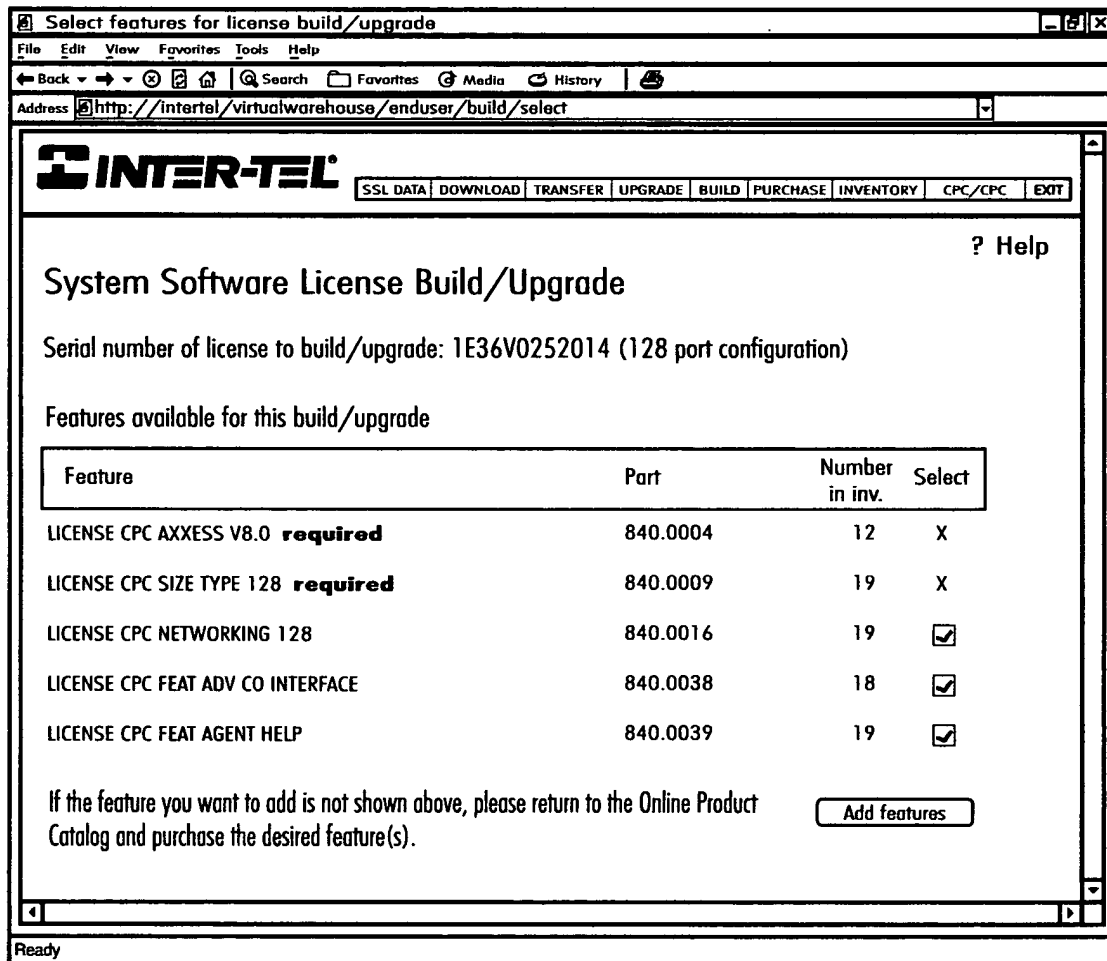 Select features for license build/upgrade
File Edit View Favorites Tools Help
Back Search Favorites Media History
Address http://intertel/virtualwarehouse/enduser/build/select
INTER-TEL®
SSL DATA DOWNLOAD TRANSFER UPGRADE BUILD PURCHASE INVENTORY CPC/CPC EXIT
? Help
System Software License Build/Upgrade
Serial number of license to build/upgrade: 1E36V0252014 (128 port configuration)
Features available for this build/upgrade
Feature Part Number in inv. Select
LICENSE CPC AXXESS V8.0 required 840.0004 12 X
LICENSE CPC SIZE TYPE 128 required 840.0009 19 X
LICENSE CPC NETWORKING 128 840.0016 19
LICENSE CPC FEAT ADV CO INTERFACE 840.0038 18
LICENSE CPC FEAT AGENT HELP 840.0039 19
If the feature you want to add is not shown above, please return to the Online Product
Catalog and purchase the desired feature(s).
Add features
Ready